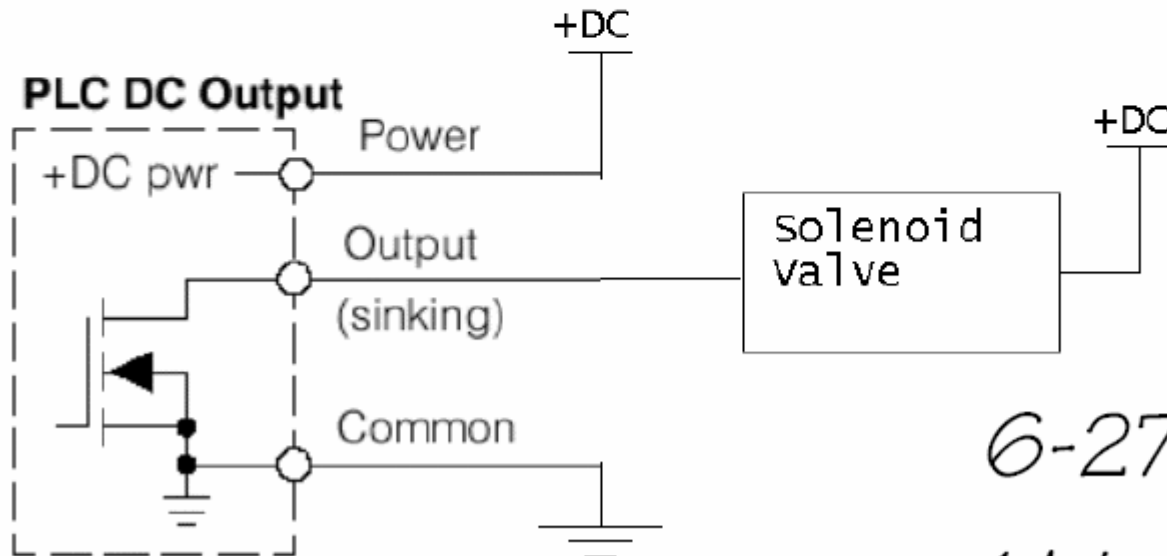 +DC
PLC DC Output
Power
+DC
+DC pwr
Output
(sinking)
Solenoid
Valve
Common
6-27